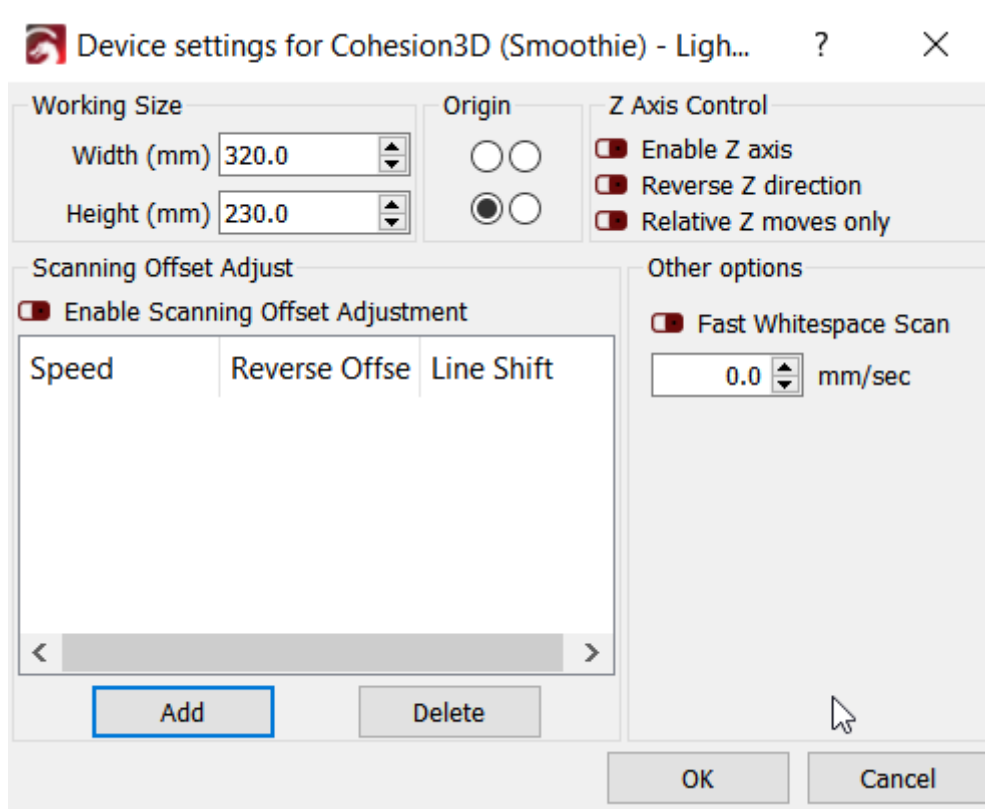 Device settings for Cohesion3D (Smoothie) - Ligh... ?
Working Size
Width (mm) 320.0
Height (mm) 230.0
Origin
Z Axis Control
Enable Z axis
Reverse Z direction
Relative Z moves only
Scanning Offset Adjust
Enable Scanning Offset Adjustment
Speed Reverse Offse Line Shift
Add Delete
Other options
Fast Whitespace Scan
0.0 mm/sec
OK Cancel